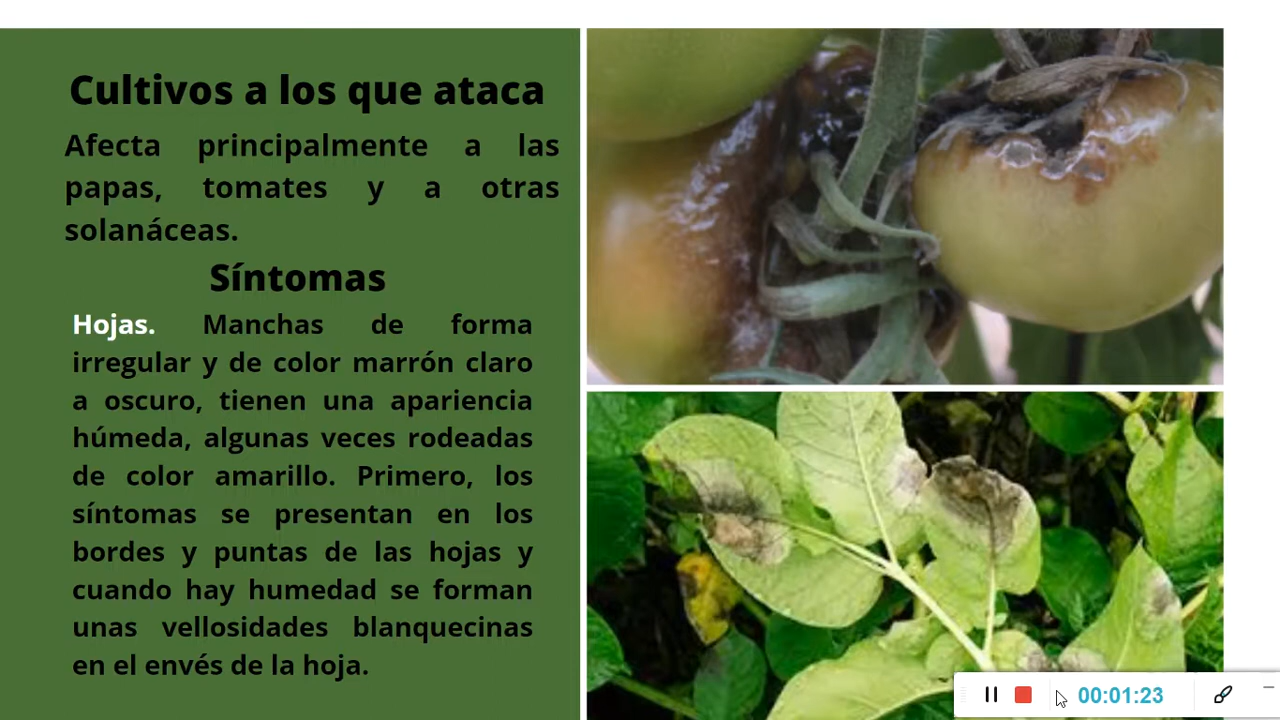 Cultivos a los que ataca
Afecta principalmente a las
papas, tomates y a otras
solanáceas.
Síntomas
Hojas. Manchas de forma
irregular y de color marrón claro
a oscuro, tienen una apariencia
húmeda, algunas veces rodeadas
de color amarillo. Primero, los
síntomas se presentan en los
bordes y puntas de las hojas y
cuando hay humedad se forman
unas vellosidades blanquecinas
en el envés de la hoja.
00:01:23